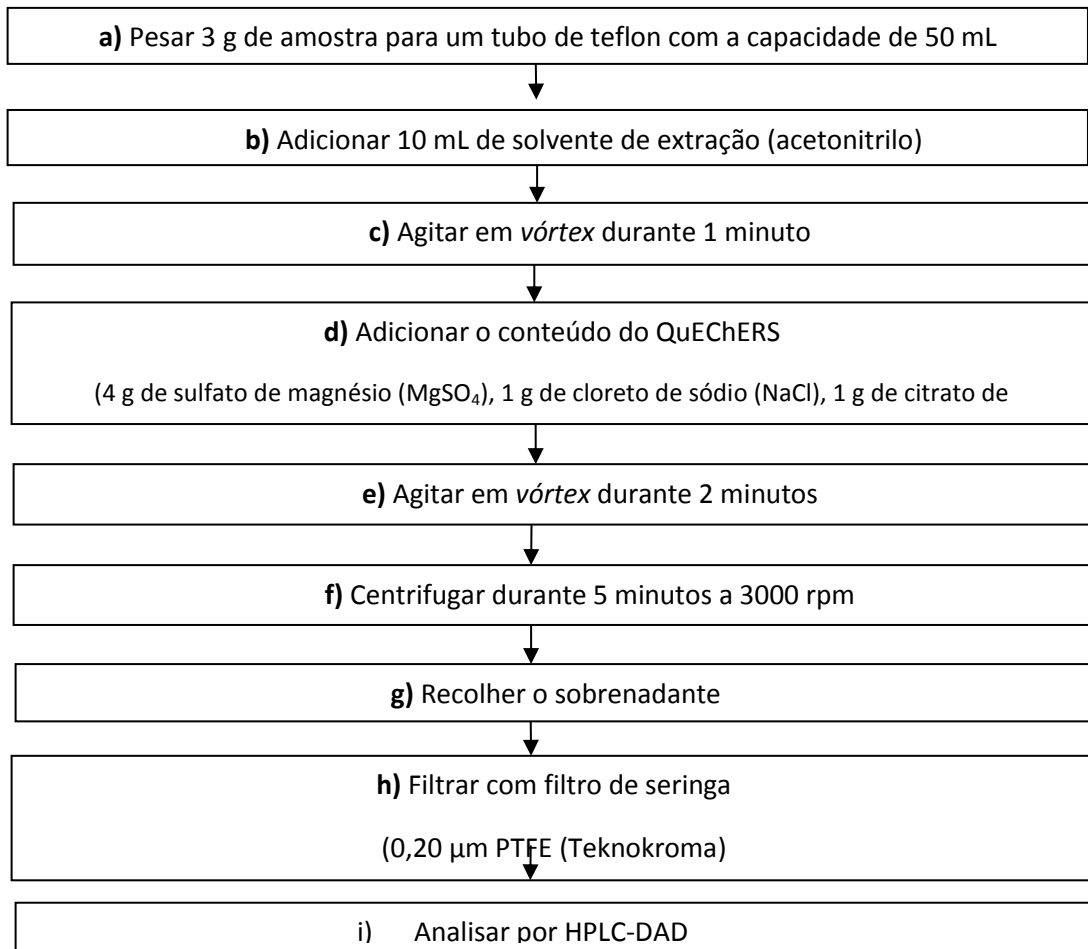 a) Pesar 3 g de amostra para um tubo de teflon com a capacidade de 50 mL
b) Adicionar 10 mL de solvente de extração (acetonitrilo)
c) Agitar em vórtex durante 1 minuto
d) Adicionar o conteúdo do QuEChERS
(4 g de sulfato de magnésio (MgSO₄), 1 g de cloreto de sódio (NaCl), 1 g de citrato de
e) Agitar em vórtex durante 2 minutos
f) Centrifugar durante 5 minutos a 3000 rpm
g) Recolher o sobrenadante
h) Filtrar com filtro de seringa
(0,20 µm PTFE (Teknokroma)
i) Analisar por HPLC-DAD